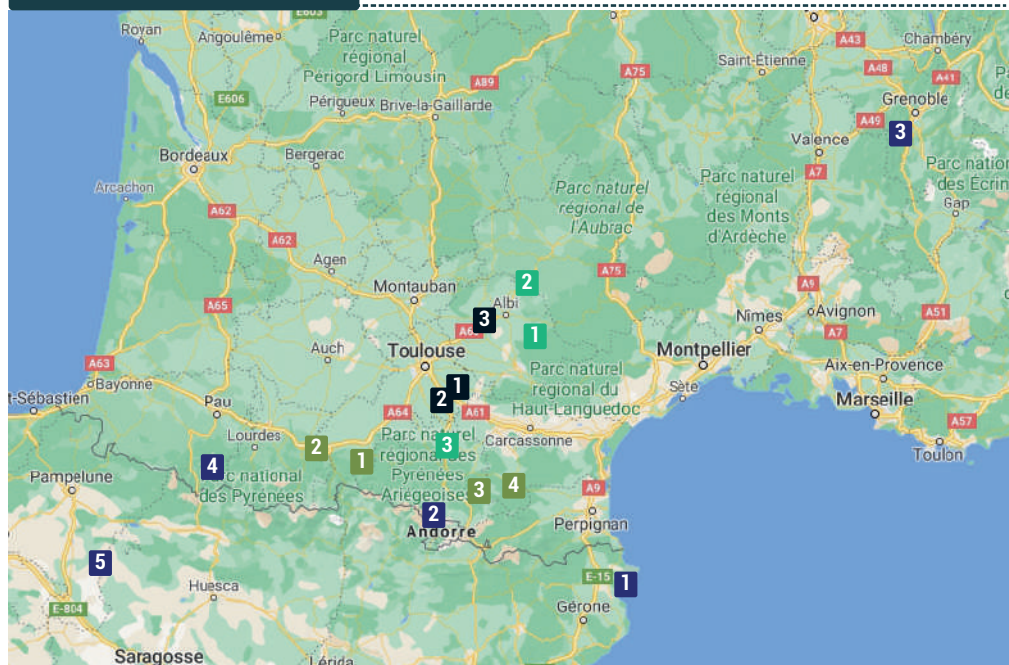 E603
Royan
Angoulême
Parc naturel
régional
Périgord Limousin
A89
A75
A43
Chambéry
Saint-Étienne
A48
A41
E606
Périgueux
Brive-la-Gaillarde
Grenoble
A49
3
Valence
Bordeaux
Bergerac
Arcachon
A7
Parc naturel
régional de
l'Aubrac
Parc naturel
régional
des Monts
d'Ardèche
Parc nation
des Écrin
Gap
A62
A62
Agen
A75
Montauban
2
Albi
A65
A9
Nîmes
Avignon
A51
A7
3
1
Auch
Toulouse
Montpellier
Aix-en-Provence
A63
Bayonne
t-Sébastien
Parc naturel
régional du
Haut-Languedoc
Sète
Marseille
1
2
A64
A61
Pau
A57
Toulon
Lourdes
2
1
Parc naturel
régional des
Pyrénées
Ariégeoises
3
Carcassonne
4
c national
des Pyrénées
Pampelune
3
4
A9
2
Andorre
Perpignan
5
Huesca
E-15
1
E-804
Gérone
Saragosse
Lérida